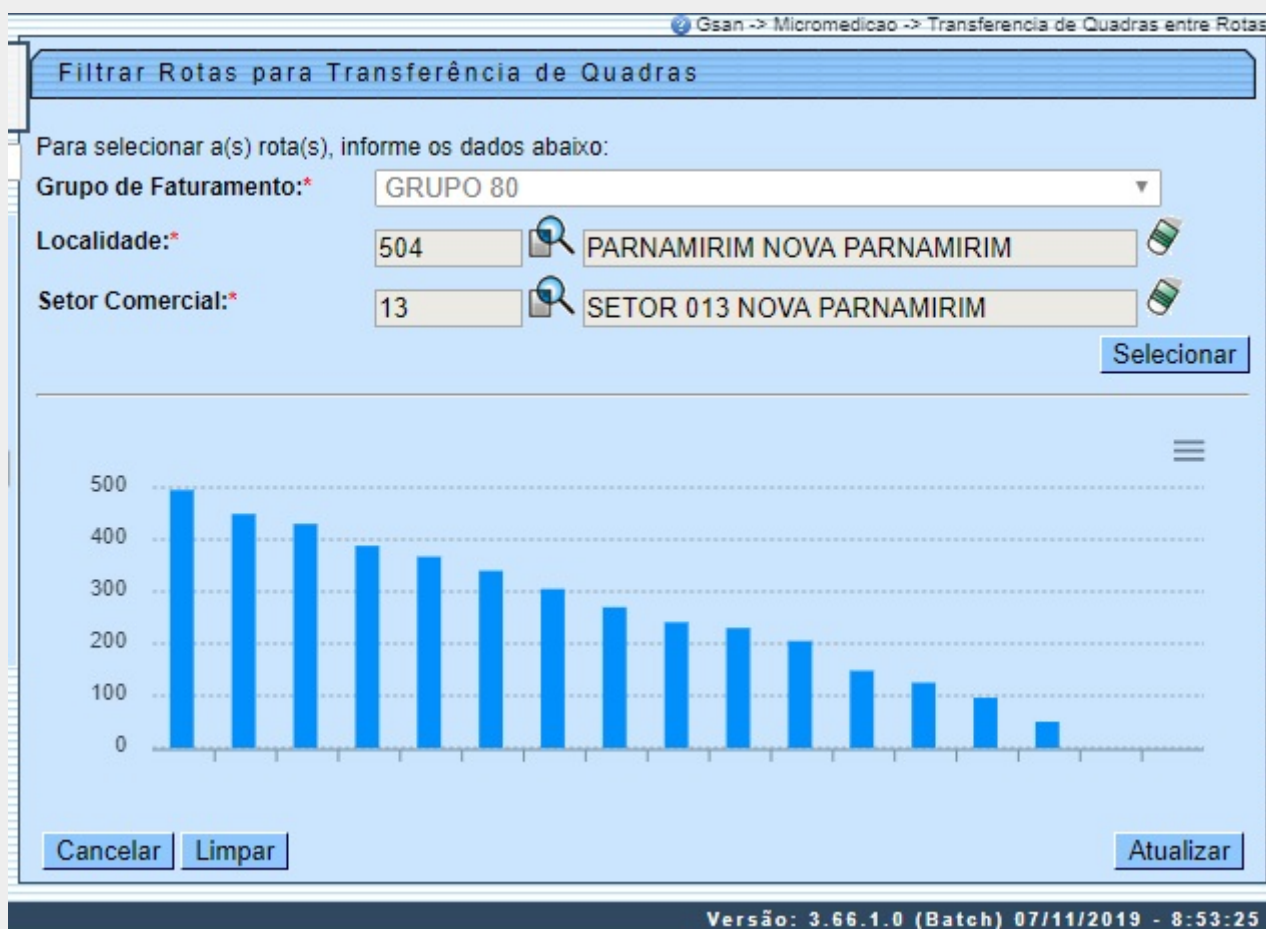 Gsan -> Micromedicao -> Transferencia de Quadras entre Rotas
Filtrar Rotas para Transferência de Quadras
Para selecionar a(s) rota(s), informe os dados abaixo:
Grupo de Faturamento:* GRUPO 80
Localidade:* 504 PARNAMIRIM NOVA PARNAMIRIM
Setor Comercial:* 13 SETOR 013 NOVA PARNAMIRIM
Selecionar
500
400
300
200
100
0
Cancelar Limpar Atualizar
Versão: 3.66.1.0 (Batch) 07/11/2019 - 8:53:25